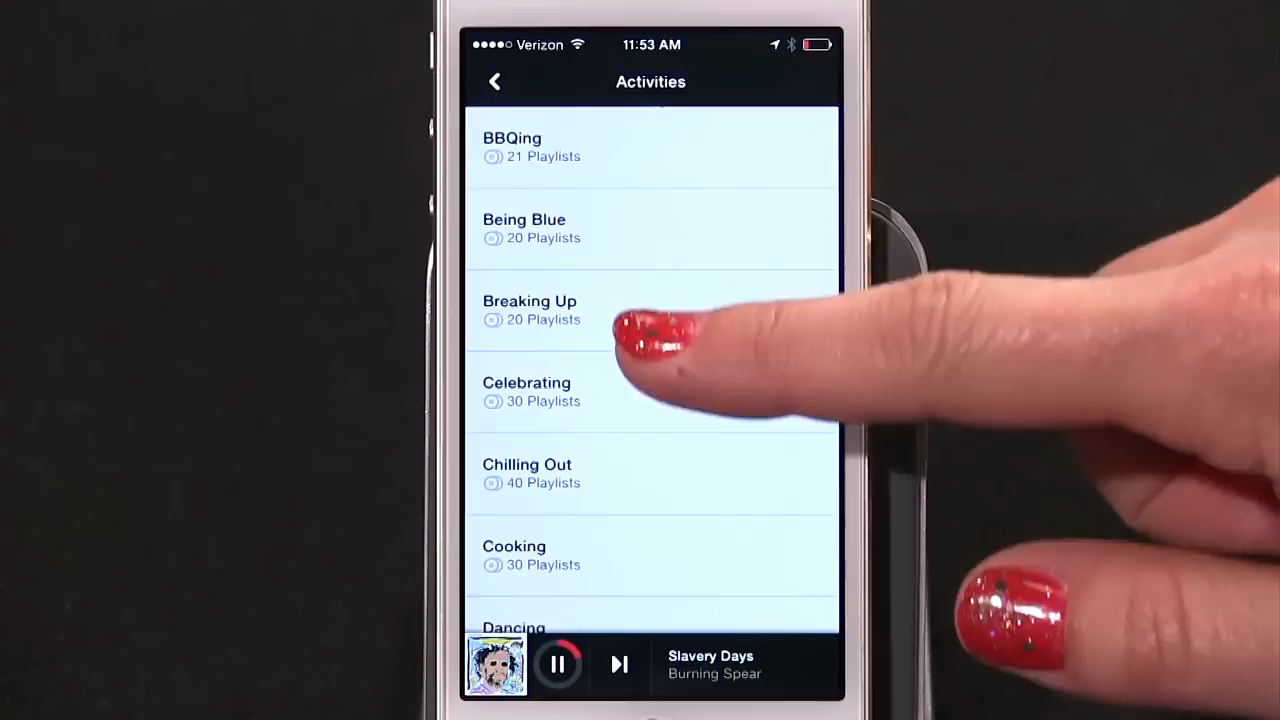 Verizon 11:53 AM
Activities
BBQing
21 Playlists
Being Blue
20 Playlists
Breaking Up
20 Playlists
Celebrating
30 Playlists
Chilling Out
40 Playlists
Cooking
30 Playlists
Dancing
Slavery Days
Burning Spear